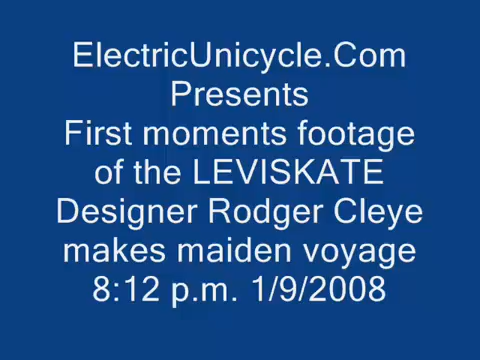 ElectricUnicycle.Com
Presents
First moments footage
of the LEVISKATE
Designer Rodger Cleye
makes maiden voyage
8:12 p.m. 1/9/2008